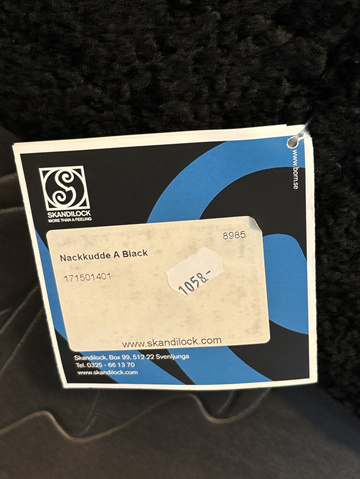 www.born.se
SKANDILOCK
MORE THAN A FEELING
Nackkudde A Black
8985
171501401
1058.-
www.skandilock.com
Skandilock, Box 99, 512 22 Svenljunga
Tel. 0325 - 66 13 70
www.skandilock.com